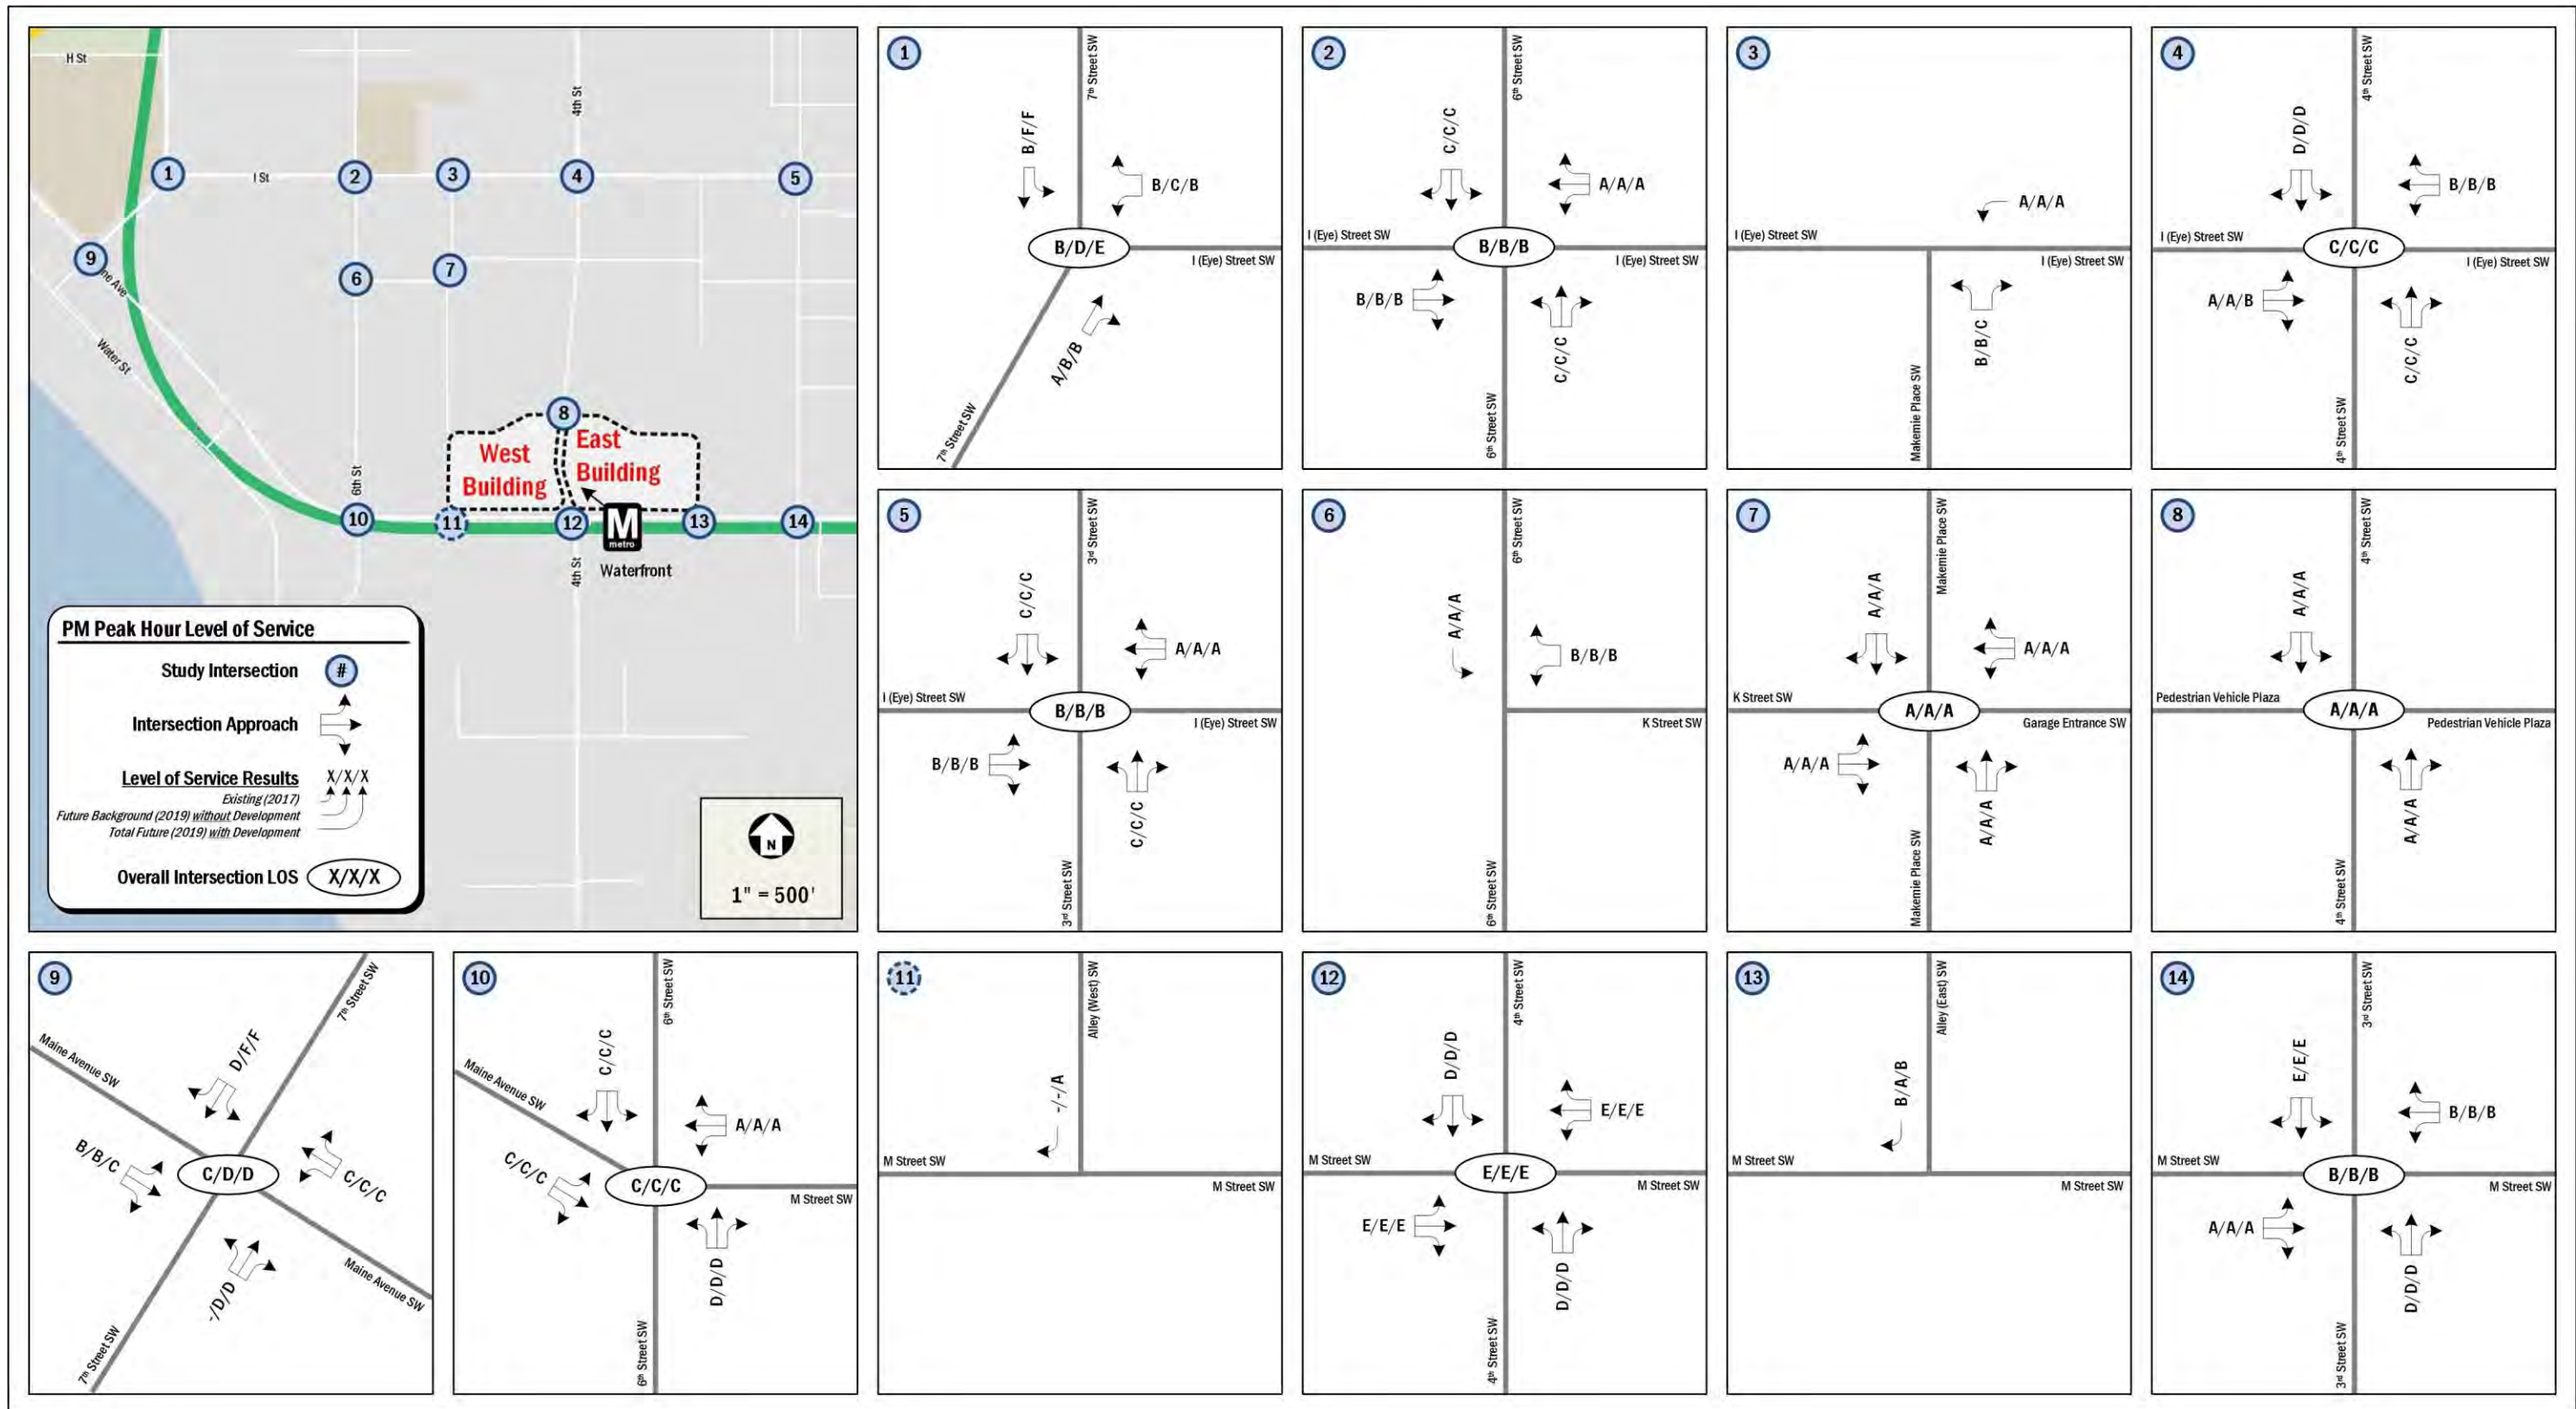 H St
4th St
1
I St
2
3
4
5
9
ne Ave
6
7
Water St
8
West
Building
East
Building
6th St
10
11
12
M
metro
13
14
4th St
Waterfront
PM Peak Hour Level of Service
Study Intersection
#
Intersection Approach
Level of Service Results
X/X/X
Existing (2017)
Future Background (2019) without Development
Total Future (2019) with Development
Overall Intersection LOS
X/X/X
N
1" = 500'
1
7th Street SW
B/F/F
B/C/B
B/D/E
I (Eye) Street SW
A/B/B
7th Street SW
2
6th Street SW
C/C/C
A/A/A
I (Eye) Street SW
B/B/B
I (Eye) Street SW
B/B/B
C/C/C
6th Street SW
3
A/A/A
I (Eye) Street SW
I (Eye) Street SW
B/B/C
Makemie Place SW
4
4th Street SW
D/D/D
B/B/B
I (Eye) Street SW
C/C/C
I (Eye) Street SW
A/A/B
C/C/C
4th Street SW
5
3rd Street SW
C/C/C
A/A/A
I (Eye) Street SW
B/B/B
I (Eye) Street SW
B/B/B
C/C/C
3rd Street SW
6
6th Street SW
A/A/A
B/B/B
K Street SW
6th Street SW
7
Makemie Place SW
A/A/A
A/A/A
K Street SW
A/A/A
Garage Entrance SW
A/A/A
A/A/A
Makemie Place SW
8
4th Street SW
A/A/A
Pedestrian Vehicle Plaza
A/A/A
Pedestrian Vehicle Plaza
A/A/A
4th Street SW
9
7th Street SW
Maine Avenue SW
D/F/F
B/B/C
C/D/D
C/C/C
-/D/D
Maine Avenue SW
7th Street SW
10
6th Street SW
C/C/C
Maine Avenue SW
A/A/A
C/C/C
C/C/C
M Street SW
D/D/D
6th Street SW
11
Alley (West) SW
-/-/A
M Street SW
M Street SW
12
4th Street SW
D/D/D
E/E/E
M Street SW
E/E/E
M Street SW
E/E/E
D/D/D
4th Street SW
13
Alley (East) SW
B/A/B
M Street SW
M Street SW
14
3rd Street SW
E/E/E
B/B/B
M Street SW
B/B/B
M Street SW
A/A/A
D/D/D
3rd Street SW